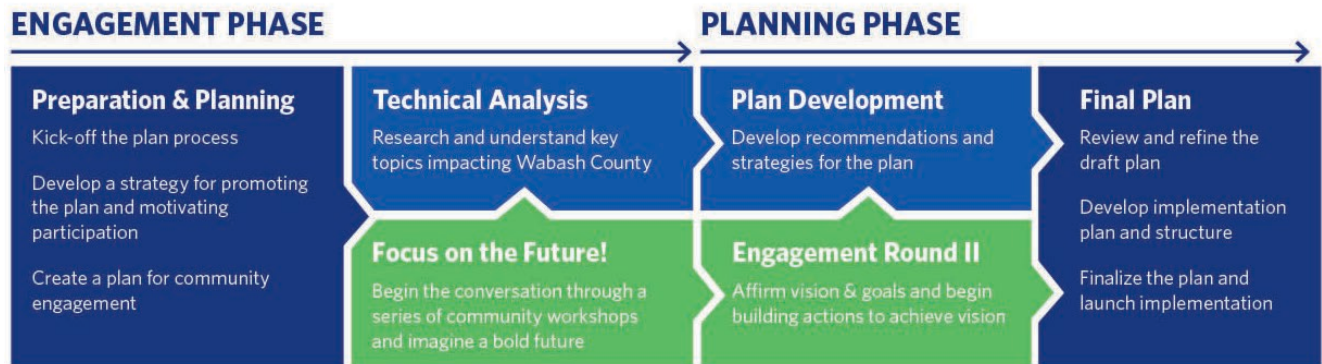 ENGAGEMENT PHASE
PLANNING PHASE
Preparation & Planning
Kick-off the plan process
Develop a strategy for promoting
the plan and motivating
participation
Create a plan for community
engagement
Technical Analysis
Research and understand key
topics impacting Wabash County
Focus on the Future!
Begin the conversation through a
series of community workshops
and imagine a bold future
Plan Development
Develop recommendations and
strategies for the plan
Engagement Round II
Affirm vision & goals and begin
building actions to achieve vision
Final Plan
Review and refine the
draft plan
Develop implementation
plan and structure
Finalize the plan and
launch implementation